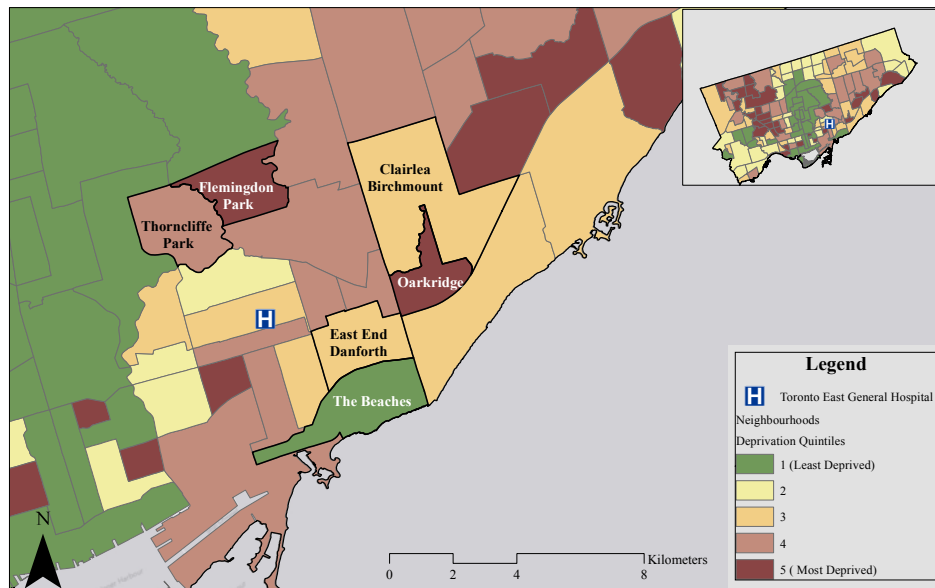 Clairlea
Birchmount
Flemingdon
Park
Thorncliffe
Park
Oarkridge
H
East End
Danforth
The Beaches
N
Kilometers
0 2 4 8
H
Legend
H Toronto East General Hospital
Neighbourhoods
Deprivation Quintiles
1 (Least Deprived)
2
3
4
5 ( Most Deprived)